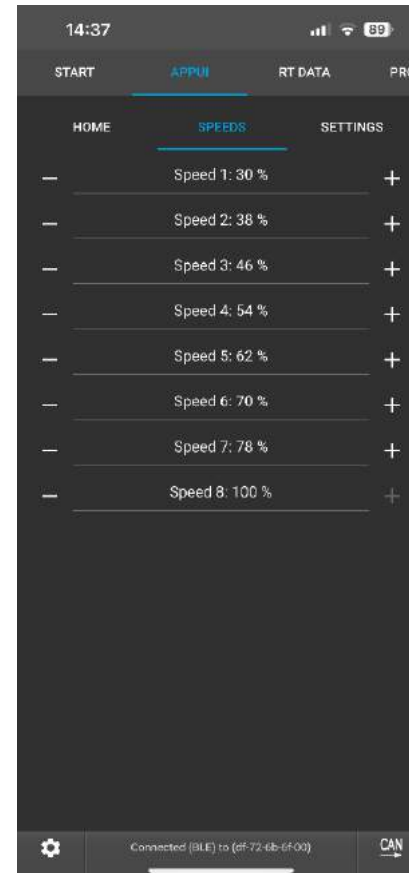 14:37 69
START APPUI RT DATA PR
HOME SPEEDS SETTINGS
Speed 1: 30 %
Speed 2: 38 %
Speed 3: 46 %
Speed 4: 54 %
Speed 5: 62 %
Speed 6: 70 %
Speed 7: 78 %
Speed 8: 100 %
Connected (BLE) to (df-72-6b-6f-00) CAN